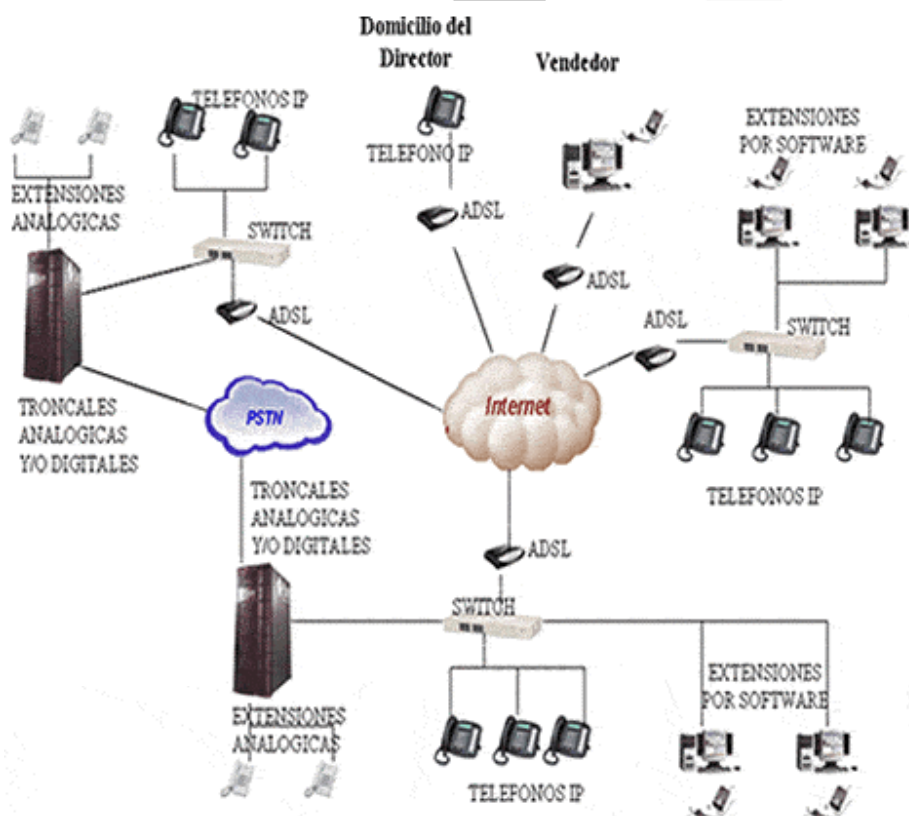 Domicilio del
Director
Vendedor
TELEFONOS IP
EXTENSIONES
ANALOGICAS
SWITCH
ADSL
TELEFONO IP
ADSL
ADSL
EXTENSIONES
POR SOFTWARE
ADSL
SWITCH
TELEFONOS IP
Internet
PSTN
TRONCALES
ANALOGICAS
Y/O DIGITALES
TRONCALES
ANALOGICAS
Y/O DIGITALES
ADSL
SWITCH
EXTENSIONES
ANALOGICAS
TELEFONOS IP
EXTENSIONES
POR SOFTWARE